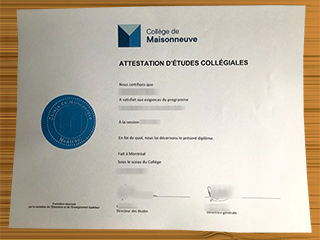 Collège de
Maisonneuve
ATTESTATION D'ÉTUDES COLLÉGIALES
Nous certifions que
A satisfait aux exigences du programme
À la session
En foi de quoi, nous lui décernons le présent diplôme.
Fait à Montréal
Sous le sceau du Collège
Directeur des études
Directrice générale